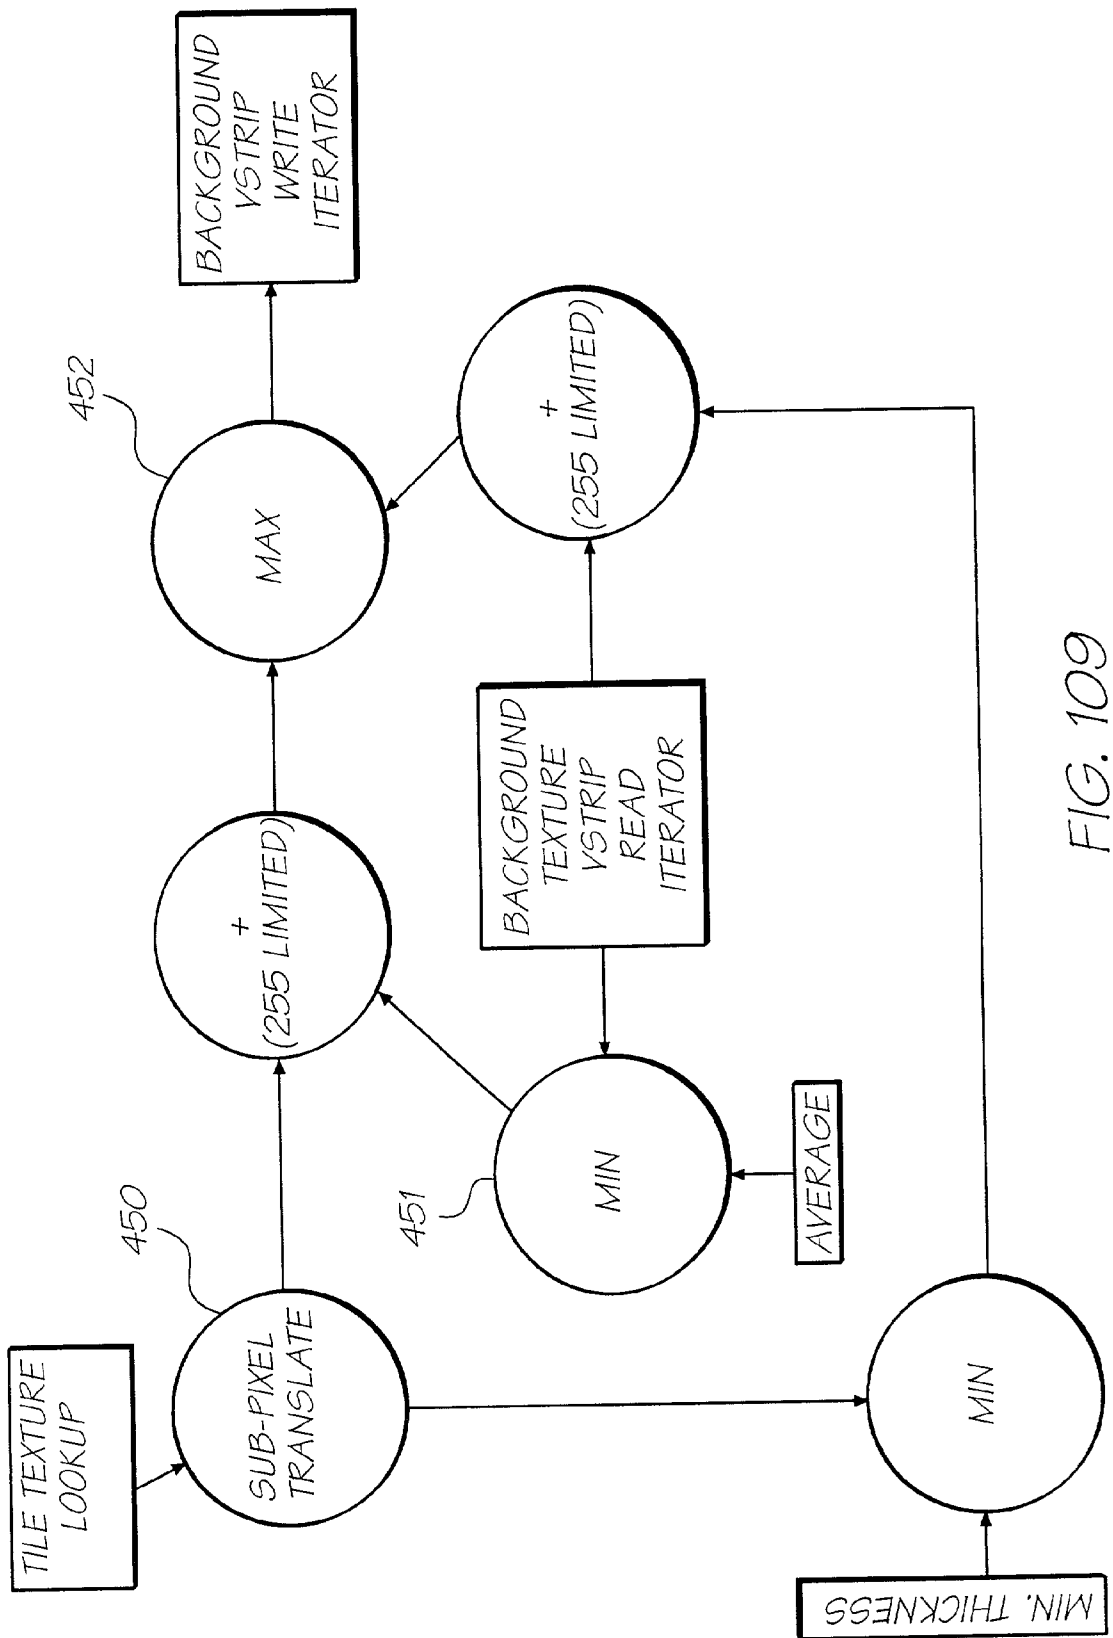 TILE TEXTURE
LOOKUP
450
SUB-PIXEL
TRANSLATE
+
(255 LIMITED)
452
MAX
BACKGROUND
VSTRIP
WRITE
ITERATOR
451
MIN
AVERAGE
BACKGROUND
TEXTURE
VSTRIP
READ
ITERATOR
+
(255 LIMITED)
MIN. THICKNESS
MIN
FIG. 109